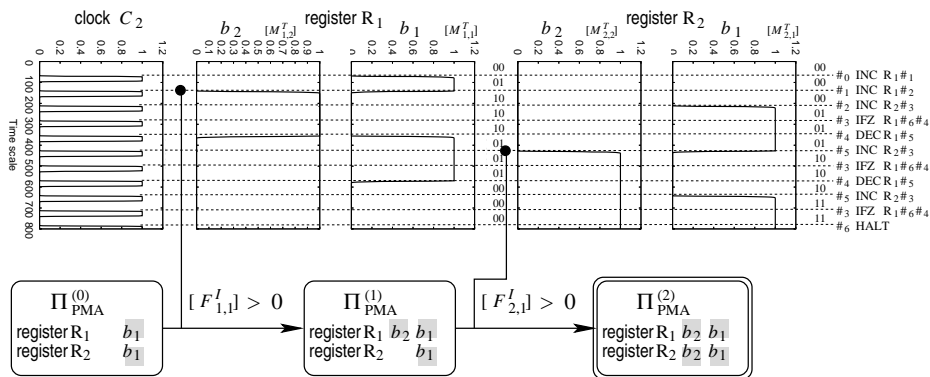 clock C2
register R1
register R2
b2 [M^T_{1,2}] b1 [M^T_{1,1}] b2 [M^T_{2,2}] b1 [M^T_{2,1}]
0 0.2 0.4 0.6 0.8 1 1.2
0.1 0.2 0.3 0.4 0.5 0.6 0.7 0.8 0.9 1
0 0.2 0.4 0.6 0.8 1 1.2
0 0.2 0.4 0.6 0.8 1 1.2
0 0.2 0.4 0.6 0.8 1 1.2
0
100
200
300
400
500
600
700
800
Time scale
00
01
10
10
01
01
01
00
00
00
00
00
00
01
01
01
10
10
10
11
11
#0 INC R1#1
#1 INC R1#2
#2 INC R2#3
#3 IFZ R1#6#4
#4 DEC R1#5
#5 INC R2#3
#3 IFZ R1#6#4
#4 DEC R1#5
#5 INC R2#3
#3 IFZ R1#6#4
#6 HALT
Π^{(0)}_{PMA}
register R1 b1
register R2 b1
[F^I_{1,1}] > 0
Π^{(1)}_{PMA}
register R1 b2 b1
register R2 b1
[F^I_{2,1}] > 0
Π^{(2)}_{PMA}
register R1 b2 b1
register R2 b2 b1